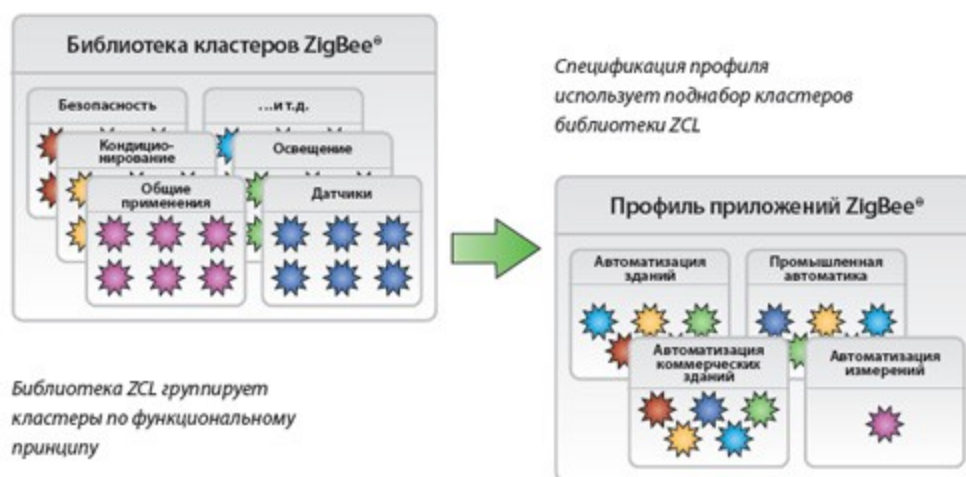 Библиотека кластеров ZigBee®
Безопасность
...и т.д.
Кондицио-
нирование
Освещение
Общие
применения
Датчики
Библиотека ZCL группирует
кластеры по функциональному
принципу
Спецификация профиля
использует поднабор кластеров
библиотеки ZCL
Профиль приложений ZigBee®
Автоматизация
зданий
Промышленная
автоматика
Автоматизация
коммерческих
зданий
Автоматизация
измерений